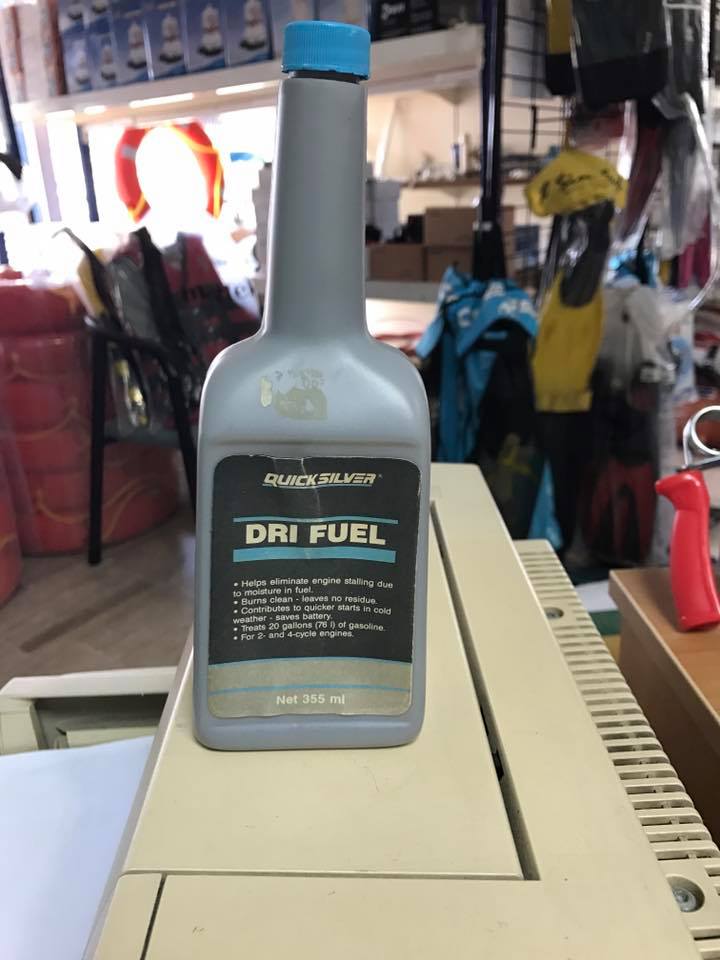 QUICKSILVER®
DRI FUEL
• Helps eliminate engine stalling due
to moisture in fuel.
• Burns clean - leaves no residue.
• Contributes to quicker starts in cold
weather - saves battery.
• Treats 20 gallons (76 l) of gasoline.
• For 2- and 4-cycle engines.
Net 355 ml